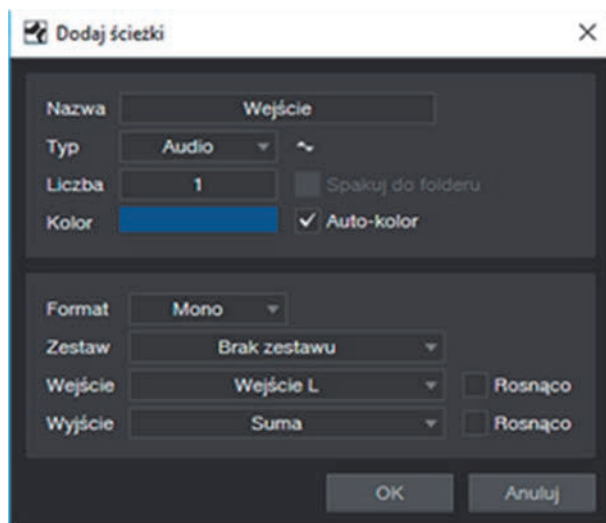 Dodaj ścieżki
Nazwa Wejście
Typ Audio
Liczba 1 Spakuj do folderu
Kolor Auto-kolor
Format Mono
Zestaw Brak zestawu
Wejście Wejście L Rosnąco
Wyjście Suma Rosnąco
OK Anuluj